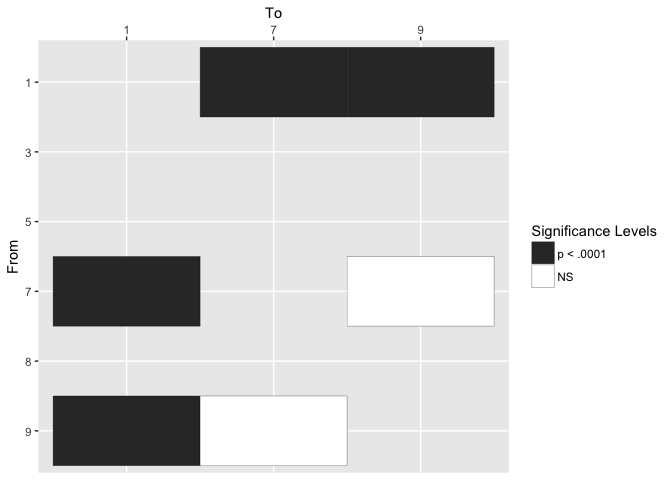 To
1 7 9
From
1
3
5
7
8
9
Significance Levels
p < .0001
NS